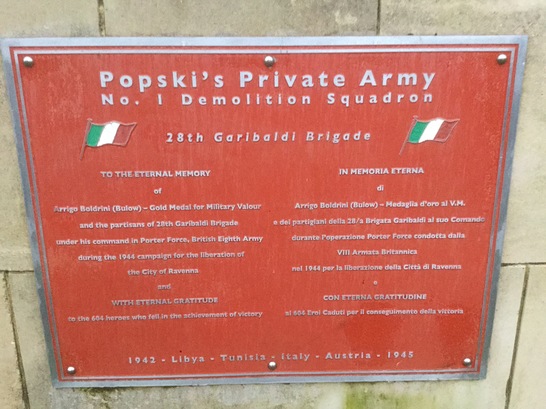 Popski's Private Army
No. 1 Demolition Squadron
28th Garibaldi Brigade
TO THE ETERNAL MEMORY
of
Arrigo Boldrini (Bulow) – Gold Medal for Military Valour
and the partisans of 28th Garibaldi Brigade
under his command in Porter Force, British Eighth Army
during the 1944 campaign for the liberation of
the City of Ravenna
and
WITH ETERNAL GRATITUDE
to the 604 heroes who fell in the achievement of victory
IN MEMORIA ETERNA
di
Arrigo Boldrini (Bulow) – Medaglia d'oro al V.M.
e dei partigiani della 28/a Brigata Garibaldi al suo Comando
durante l'operazione Porter Force condotta dalla
VIII Armata Britannica
nel 1944 per la liberazione della Città di Ravenna
e
CON ETERNA GRATITUDINE
ai 604 Eroi Caduti per il conseguimento della vittoria
1942 - Libya - Tunisia - Italy - Austria - 1945